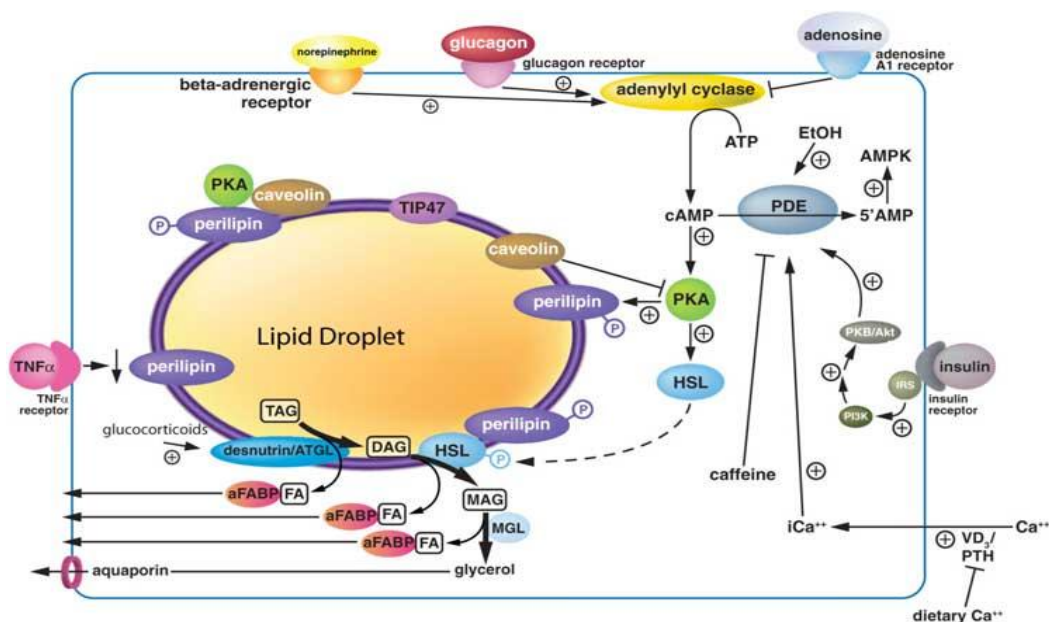 norepinephrine
glucagon
adenosine
beta-adrenergic
receptor
glucagon receptor
adenosine
A1 receptor
adenylyl cyclase
ATP
EtOH
AMPK
PKA
caveolin
perilipin
P
TIP47
cAMP
PDE
5’AMP
caveolin
perilipin
P
PKA
Lipid Droplet
TNFα
TNFα
receptor
perilipin
HSL
PKB/Akt
IRS
insulin
insulin
receptor
PI3K
glucocorticoids
TAG
desnutrin/ATGL
DAG
HSL
P
perilipin
P
caffeine
aFABP
FA
aFABP
FA
aFABP
FA
MAG
MGL
aquaporin
glycerol
iCa++
Ca++
VD3/
PTH
dietary Ca++